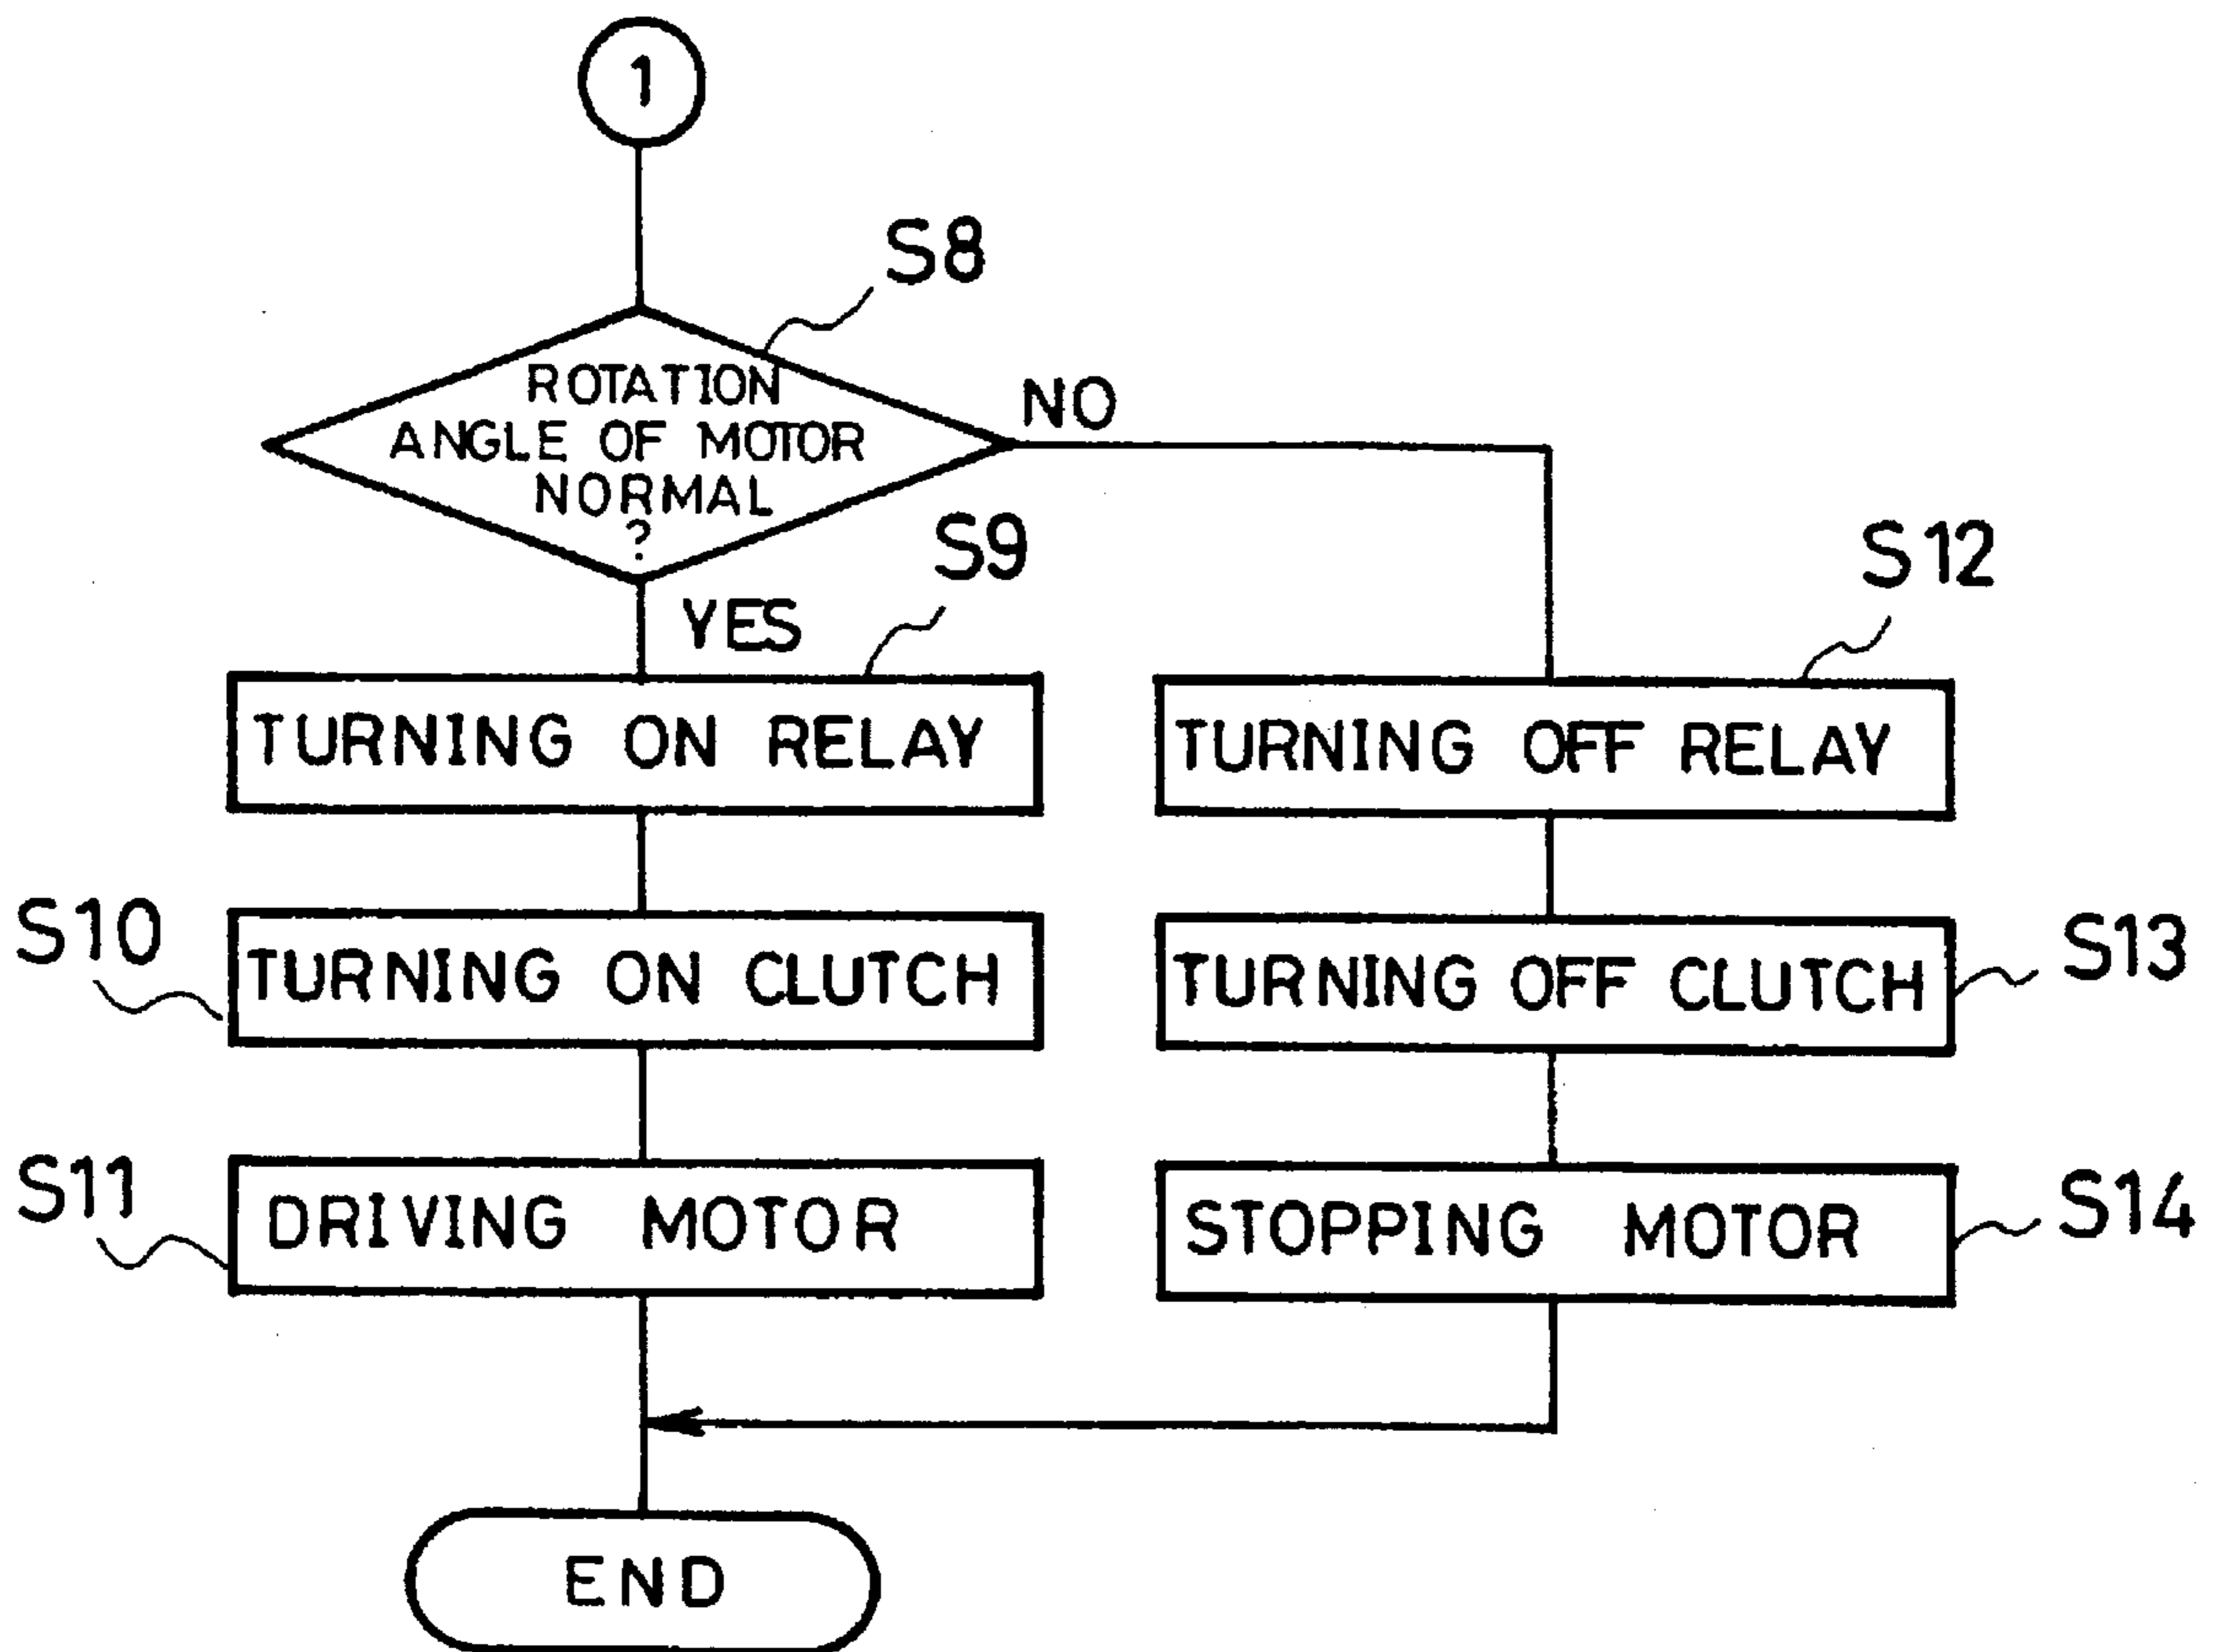 1
S8
ROTATION
ANGLE OF MOTOR
NORMAL
?
NO
YES
S9
TURNING ON RELAY
S10
TURNING ON CLUTCH
S11
DRIVING MOTOR
S12
TURNING OFF RELAY
S13
TURNING OFF CLUTCH
S14
STOPPING MOTOR
END